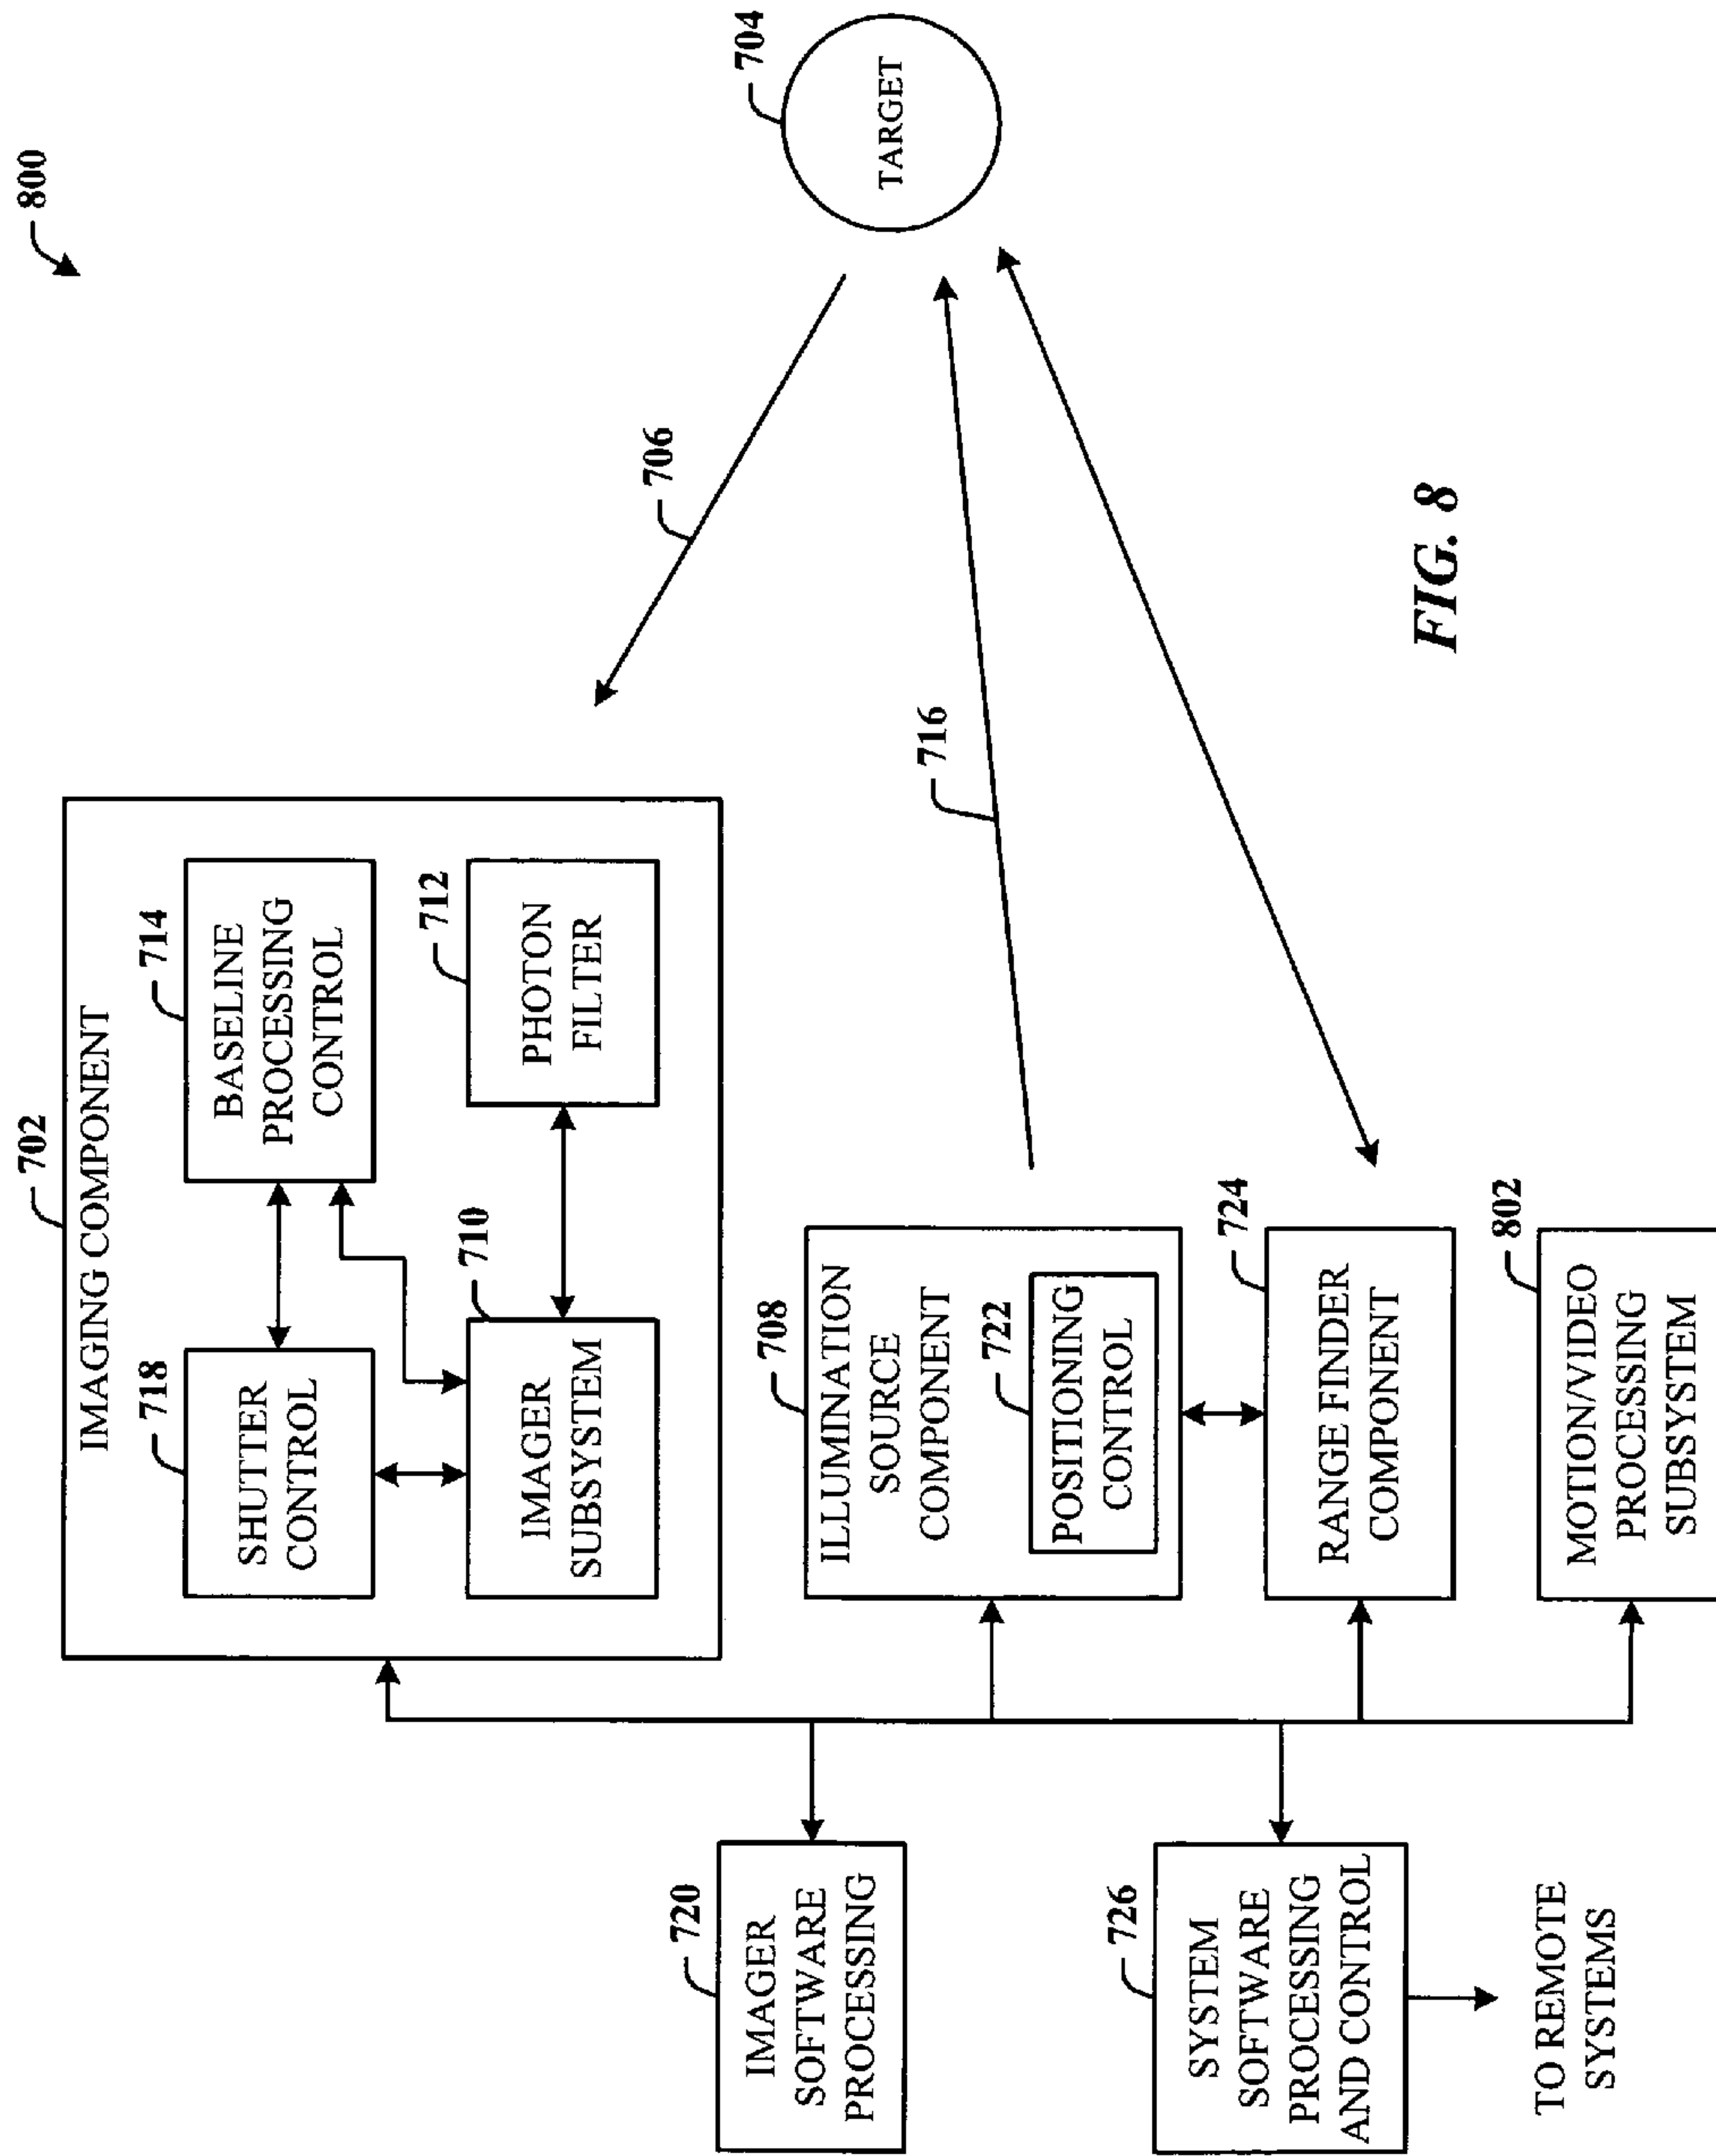 800
702
IMAGING COMPONENT
718
SHUTTER
CONTROL
714
BASELINE
PROCESSING
CONTROL
710
IMAGER
SUBSYSTEM
712
PHOTON
FILTER
706
704
TARGET
720
IMAGER
SOFTWARE
PROCESSING
708
ILLUMINATION
SOURCE
COMPONENT
722
POSITIONING
CONTROL
716
726
SYSTEM
SOFTWARE
PROCESSING
AND CONTROL
724
RANGE FINDER
COMPONENT
TO REMOTE
SYSTEMS
802
MOTION/VIDEO
PROCESSING
SUBSYSTEM
FIG. 8